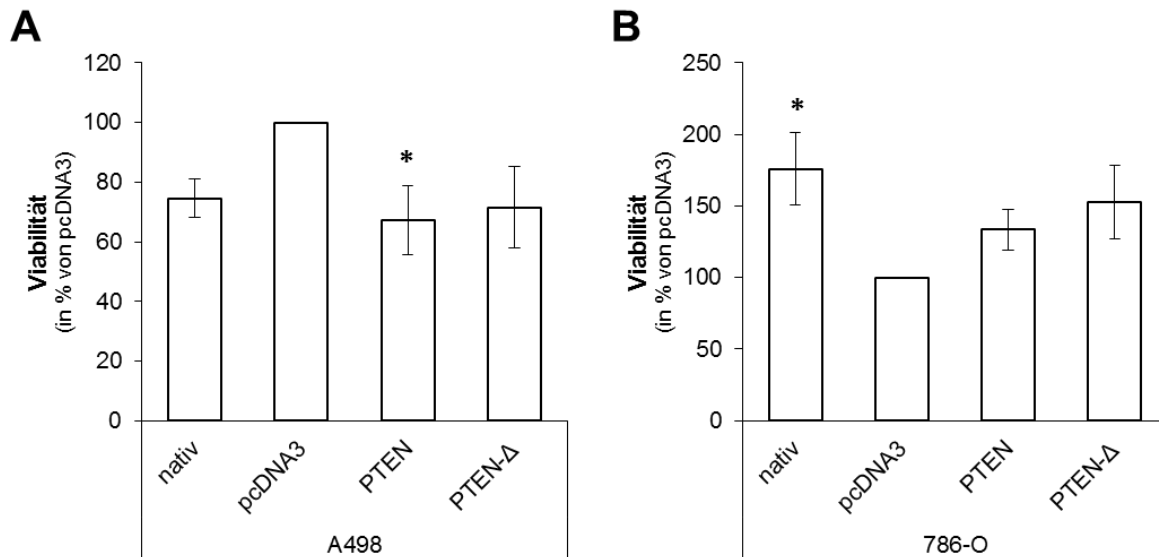 A
Viabilität
(in % von pcDNA3)
120
100
80
60
40
20
0
*
nativ
pcDNA3
PTEN
PTEN-Δ
A498
B
Viabilität
(in % von pcDNA3)
250
200
150
100
50
0
*
nativ
pcDNA3
PTEN
PTEN-Δ
786-O